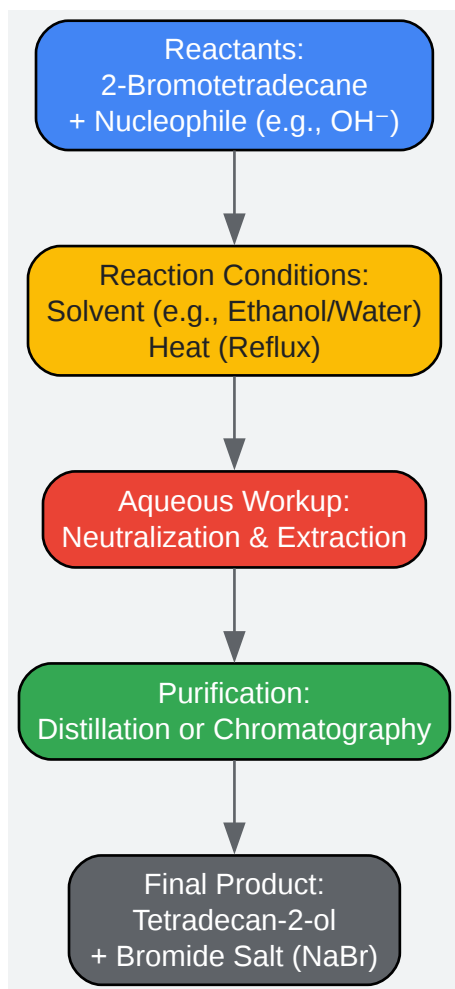 Reactants:
2-Bromotetradecane
+ Nucleophile (e.g., OH⁻)
Reaction Conditions:
Solvent (e.g., Ethanol/Water)
Heat (Reflux)
Aqueous Workup:
Neutralization & Extraction
Purification:
Distillation or Chromatography
Final Product:
Tetradecan-2-ol
+ Bromide Salt (NaBr)